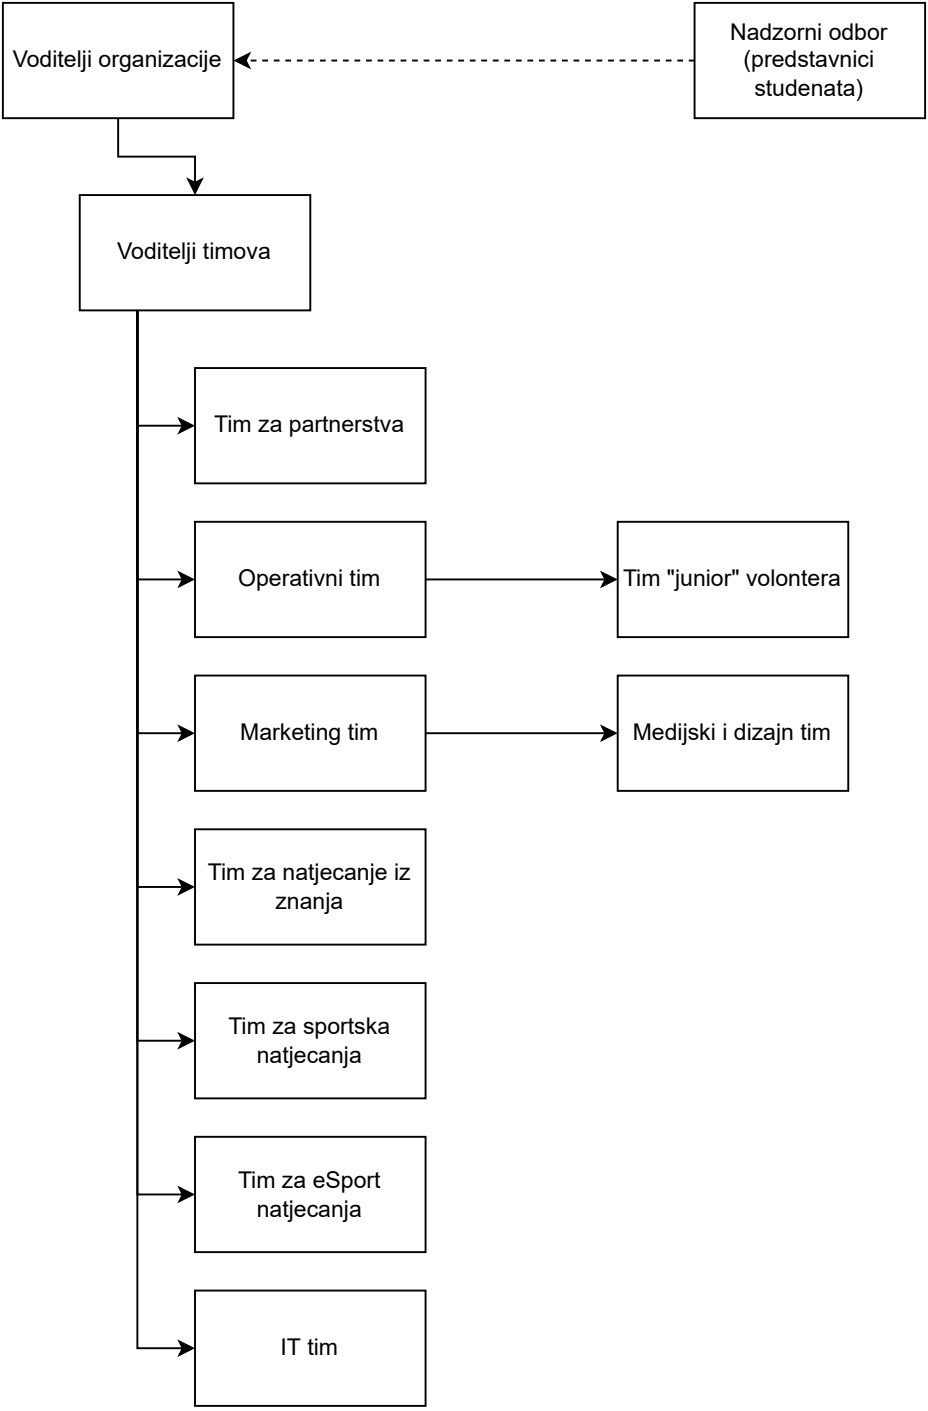 Voditelji organizacije
Nadzorni odbor
(predstavnici
studenata)
Voditelji timova
Tim za partnerstva
Operativni tim
Tim "junior" volontera
Marketing tim
Medijski i dizajn tim
Tim za natjecanje iz
znanja
Tim za sportska
natjecanja
Tim za eSport
natjecanja
IT tim